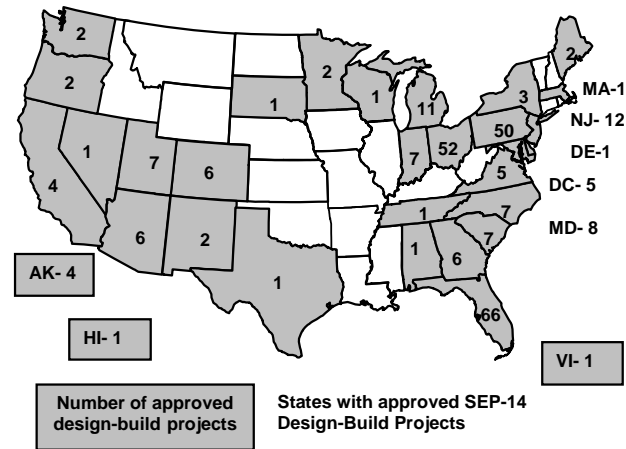 2
2
2
2
1
1
11
3
MA-1
NJ- 12
50
52
7
1
7
6
DE-1
5
DC- 5
4
7
1
MD- 8
6
2
7
1
6
1
AK- 4
66
HI- 1
VI- 1
Number of approved
design-build projects
States with approved SEP-14
Design-Build Projects